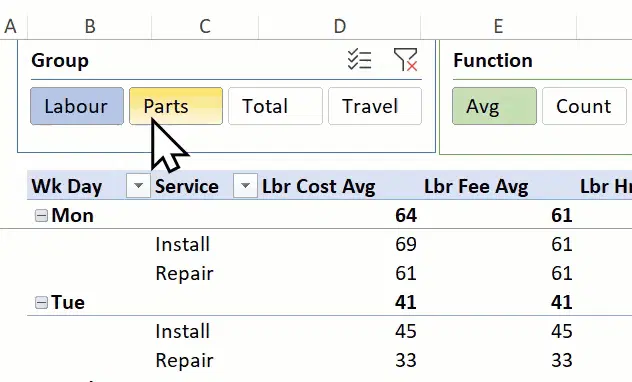 A B C D E
Group Function
Labour Parts Total Travel Avg Count
Wk Day Service Lbr Cost Avg Lbr Fee Avg Lbr
Mon 64 61
Install 69 61
Repair 61 61
Tue 41 41
Install 45 45
Repair 33 33